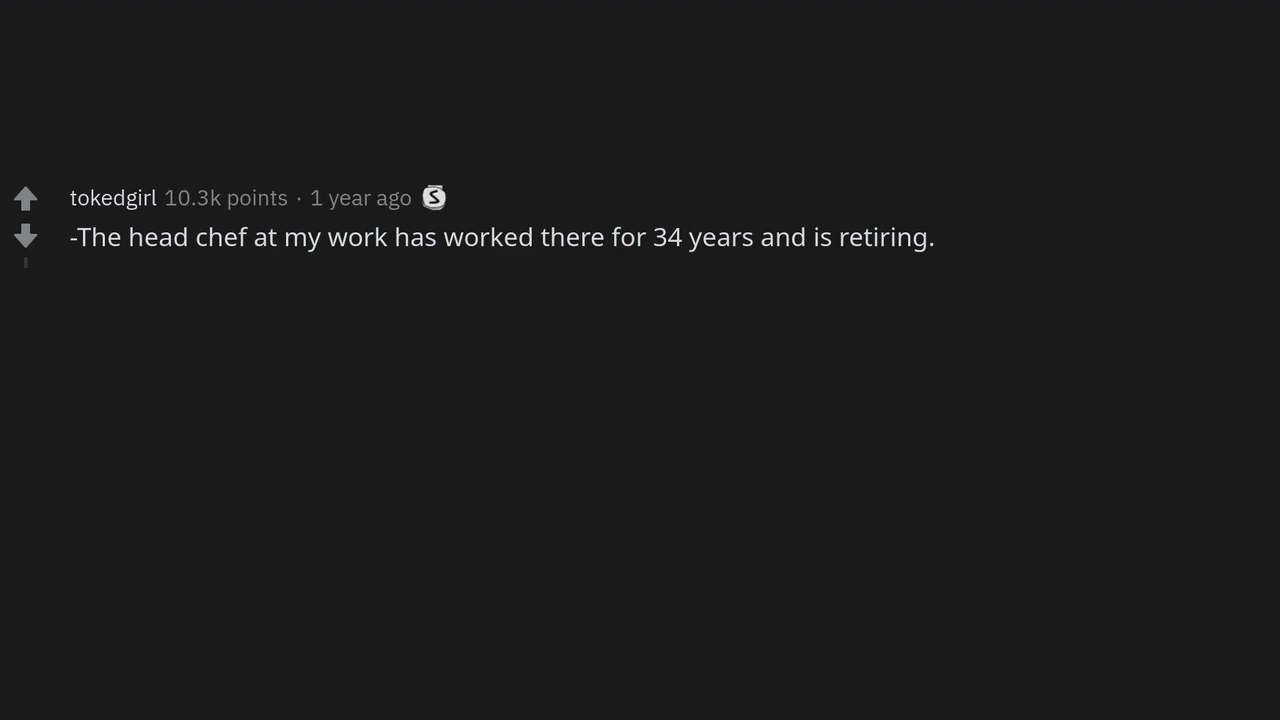 tokedgirl 10.3k points · 1 year ago S
-The head chef at my work has worked there for 34 years and is retiring.